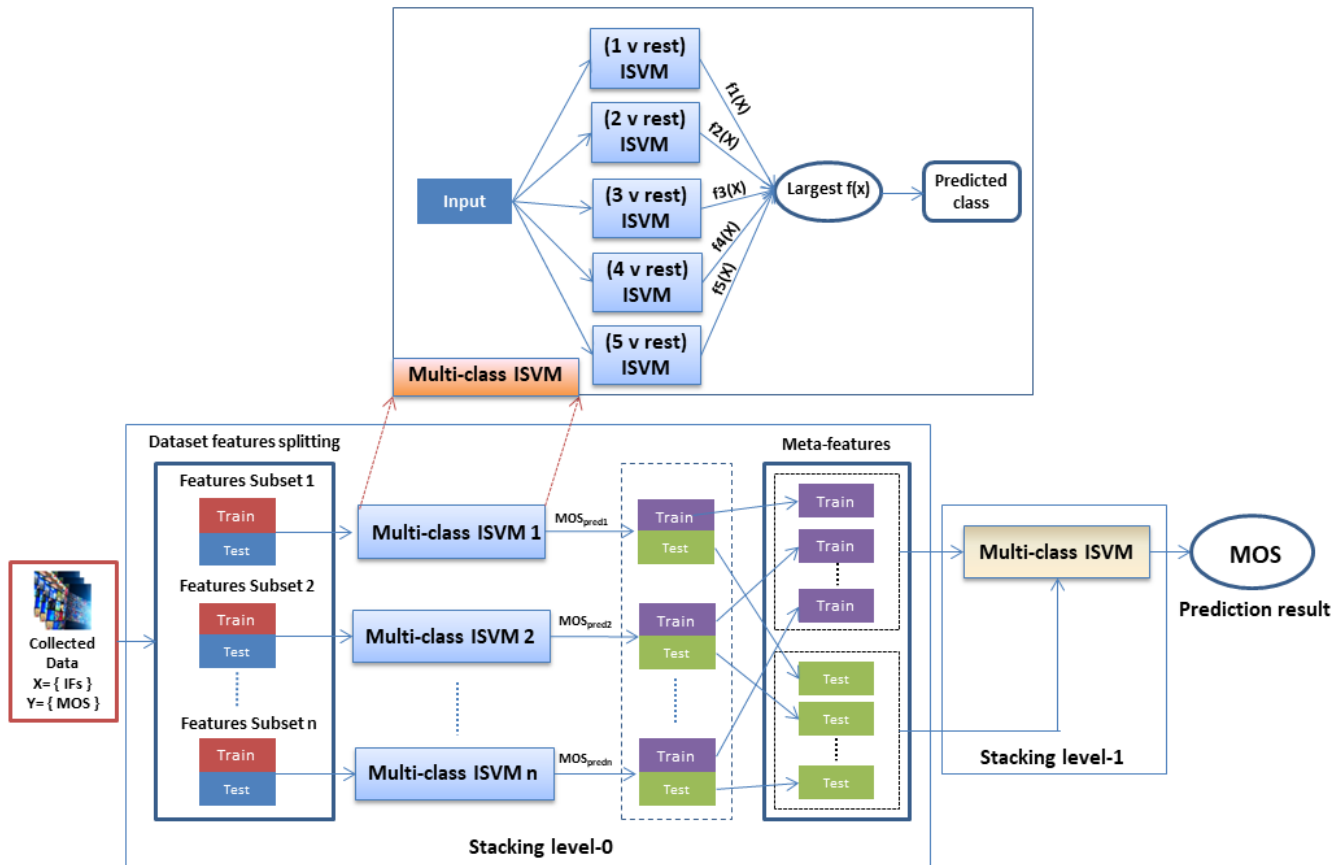 (1 v rest)
ISVM
(2 v rest)
ISVM
(3 v rest)
ISVM
(4 v rest)
ISVM
(5 v rest)
ISVM
Input
f1(X)
f2(X)
f3(X)
f4(X)
f5(X)
Largest f(x)
Predicted
class
Multi-class ISVM
Dataset features splitting
Meta-features
Features Subset 1
Train
Test
Multi-class ISVM 1
MOSpred1
Train
Test
Features Subset 2
Train
Test
Multi-class ISVM 2
MOSpred2
Train
Test
Features Subset n
Train
Test
Multi-class ISVM n
MOSpredn
Train
Test
Train
Train
Train
Test
Test
Test
Collected
Data
X= { IFs }
Y= { MOS }
Multi-class ISVM
MOS
Prediction result
Stacking level-1
Stacking level-0